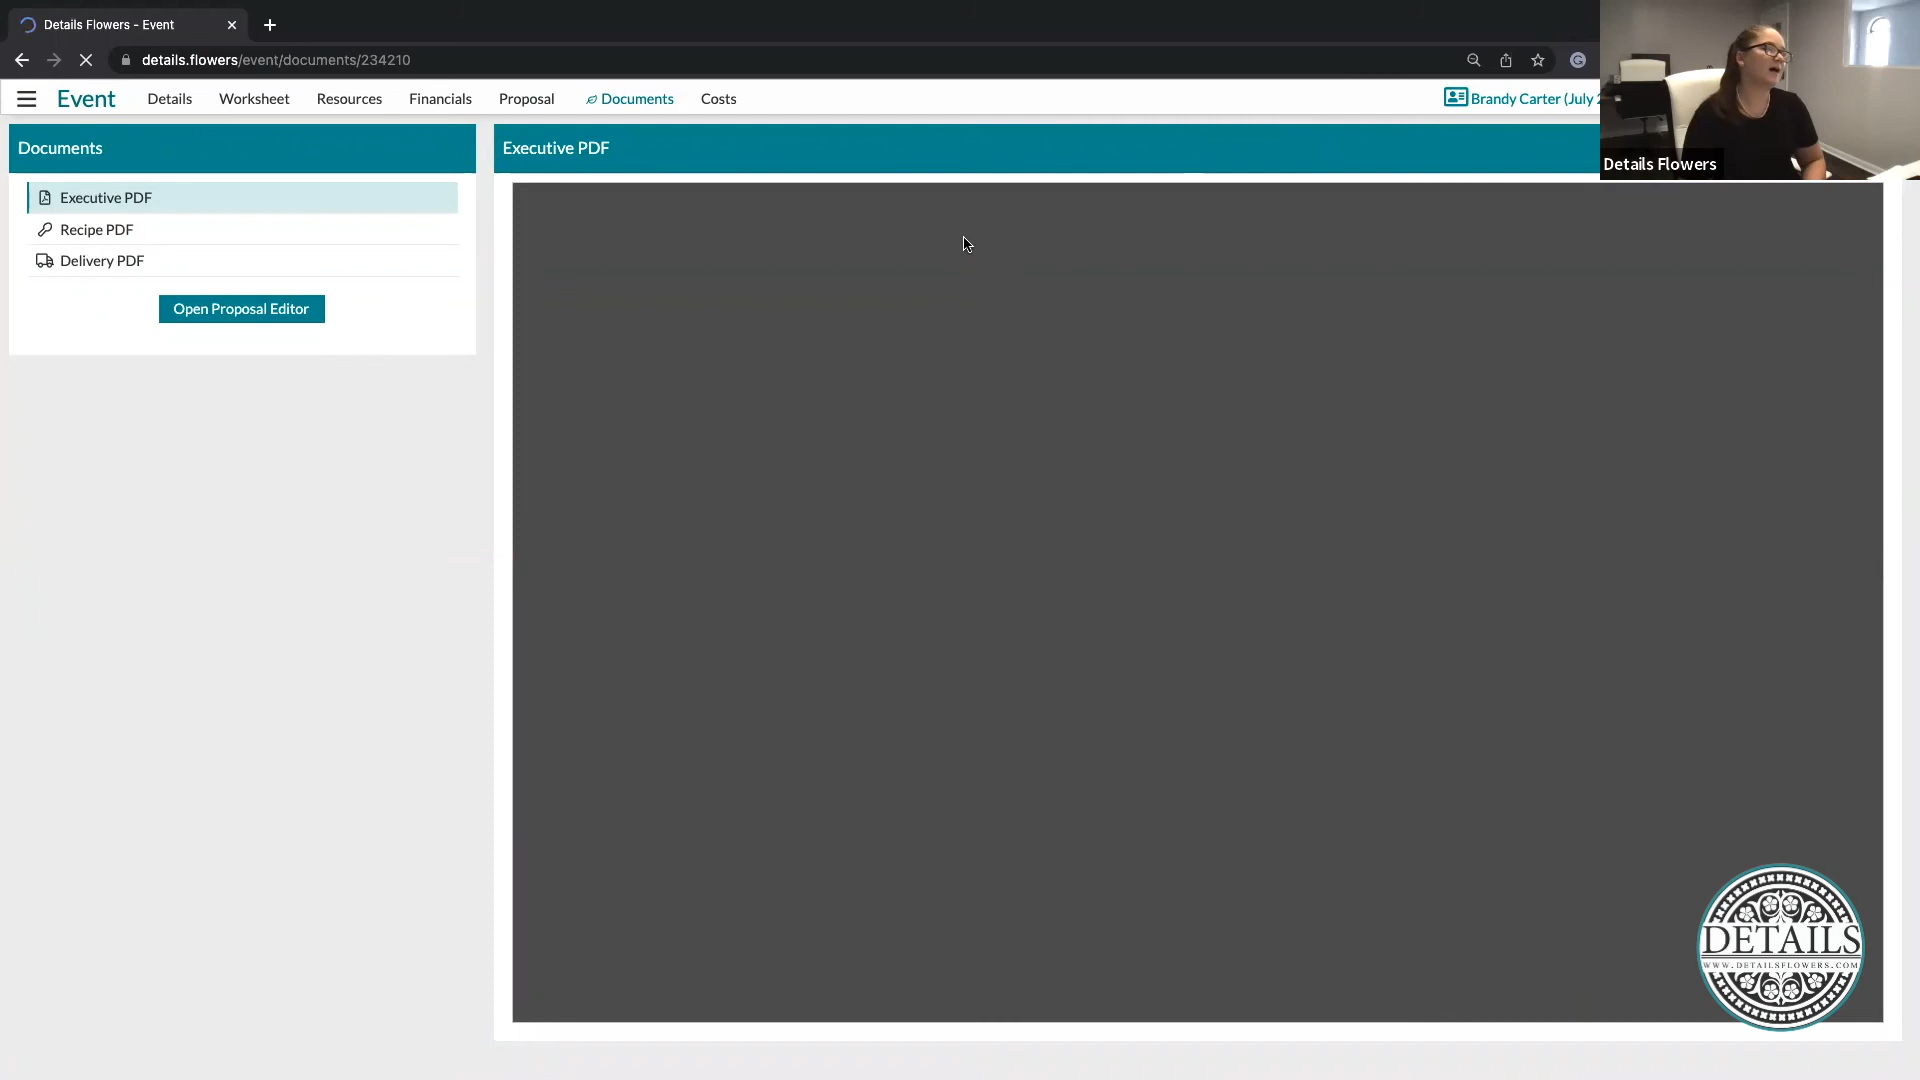 Details Flowers - Event
details.flowers/event/documents/234210
Event Details Worksheet Resources Financials Proposal Documents Costs Brandy Carter (July 2
Details Flowers
Documents
Executive PDF
Recipe PDF
Delivery PDF
Open Proposal Editor
Executive PDF
DETAILS
WWW.DETAILSFLOWERS.COM